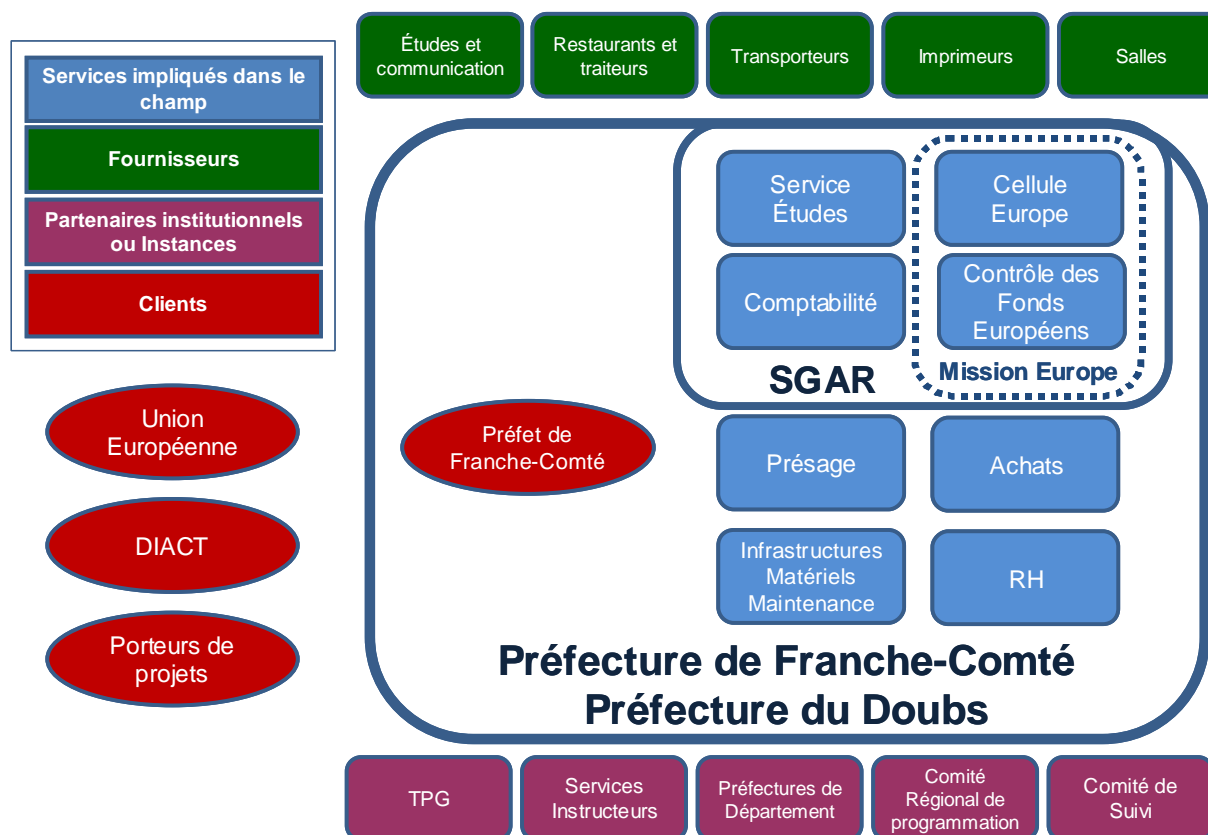 Études et
communication
Restaurants et
traiteurs
Transporteurs
Imprimeurs
Salles
Services impliqués dans le
champ
Fournisseurs
Partenaires institutionnels
ou Instances
Clients
Service
Études
Cellule
Europe
Comptabilité
Contrôle des
Fonds
Européens
SGAR
Mission Europe
Union
Européenne
Préfet de
Franche-Comté
Présage
Achats
DIACT
Infrastructures
Matériels
Maintenance
RH
Porteurs de
projets
Préfecture de Franche-Comté
Préfecture du Doubs
TPG
Services
Instructeurs
Préfectures de
Département
Comité
Régional de
programmation
Comité de
Suivi